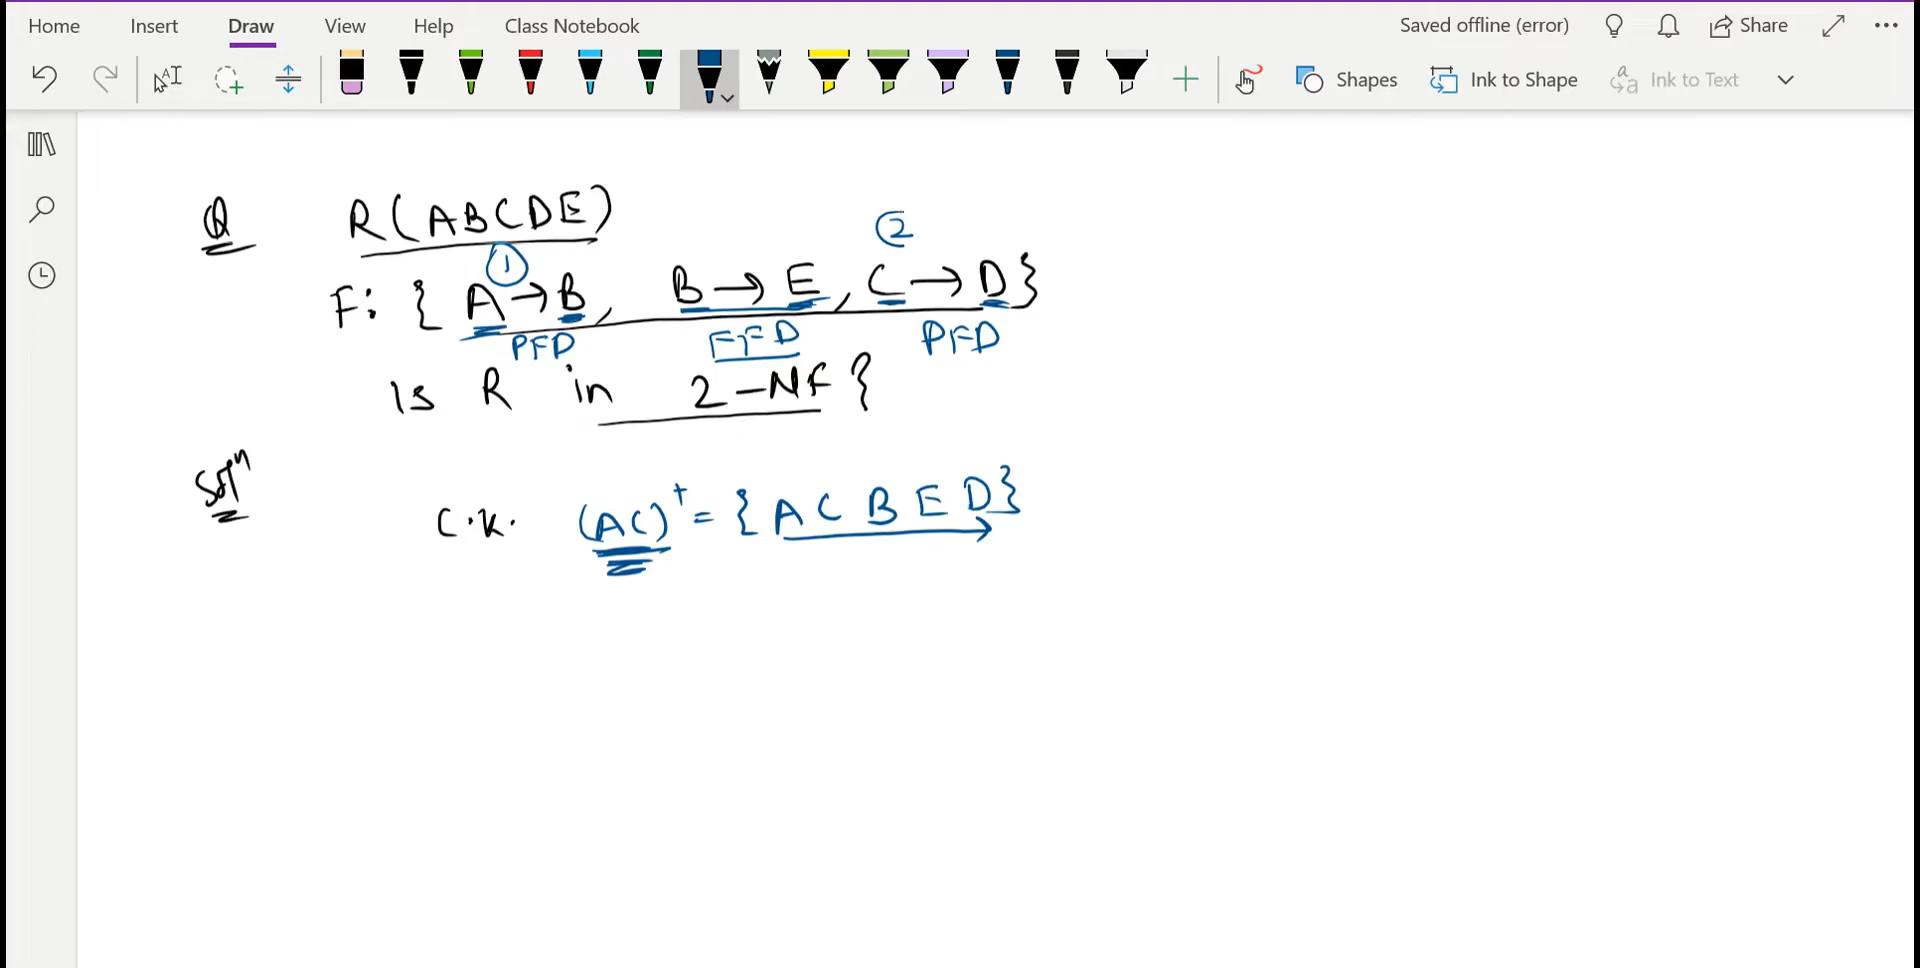 Home Insert Draw View Help Class Notebook Saved offline (error) Share
Shapes Ink to Shape Ink to Text
Q R(ABCDE)
① ②
F: { A → B, B → E, C → D}
PFD FFD PFD
Is R in 2-NF }
Solⁿ
C.K. (AC)⁺ = { A C B E D}